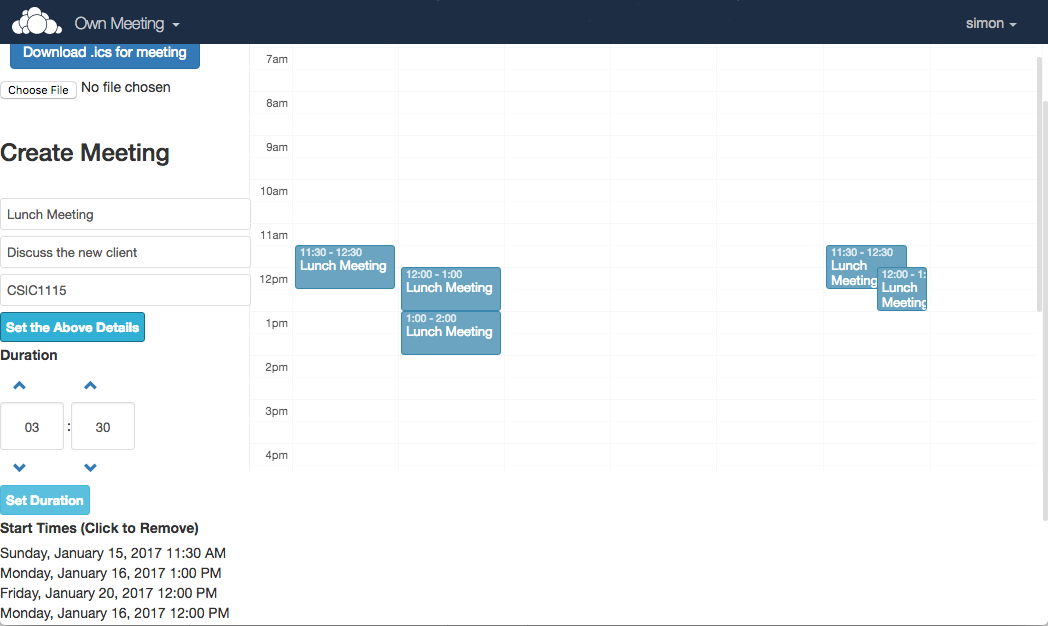 Own Meeting
simon
Download .ics for meeting
Choose File No file chosen
Create Meeting
Lunch Meeting
Discuss the new client
CSIC1115
Set the Above Details
Duration
03 : 30
Set Duration
Start Times (Click to Remove)
Sunday, January 15, 2017 11:30 AM
Monday, January 16, 2017 1:00 PM
Friday, January 20, 2017 12:00 PM
Monday, January 16, 2017 12:00 PM
7am
8am
9am
10am
11am
12pm
1pm
2pm
3pm
4pm
11:30 - 12:30
Lunch Meeting
12:00 - 1:00
Lunch Meeting
1:00 - 2:00
Lunch Meeting
11:30 - 12:30
Lunch
Meeting
12:00 - 1:
Lunch
Meeting